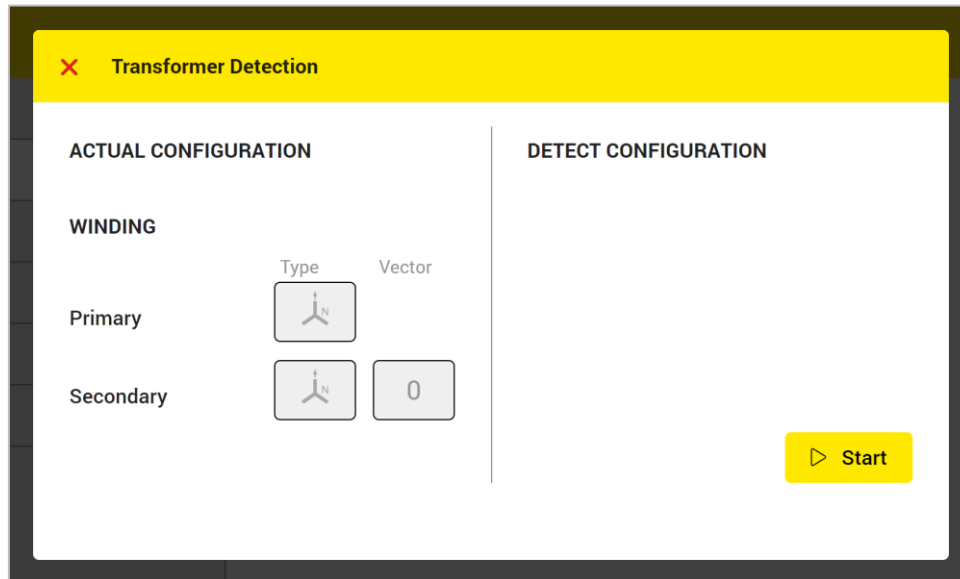 Transformer Detection
ACTUAL CONFIGURATION
WINDING
Type Vector
Primary
N
Secondary
N
0
DETECT CONFIGURATION
Start